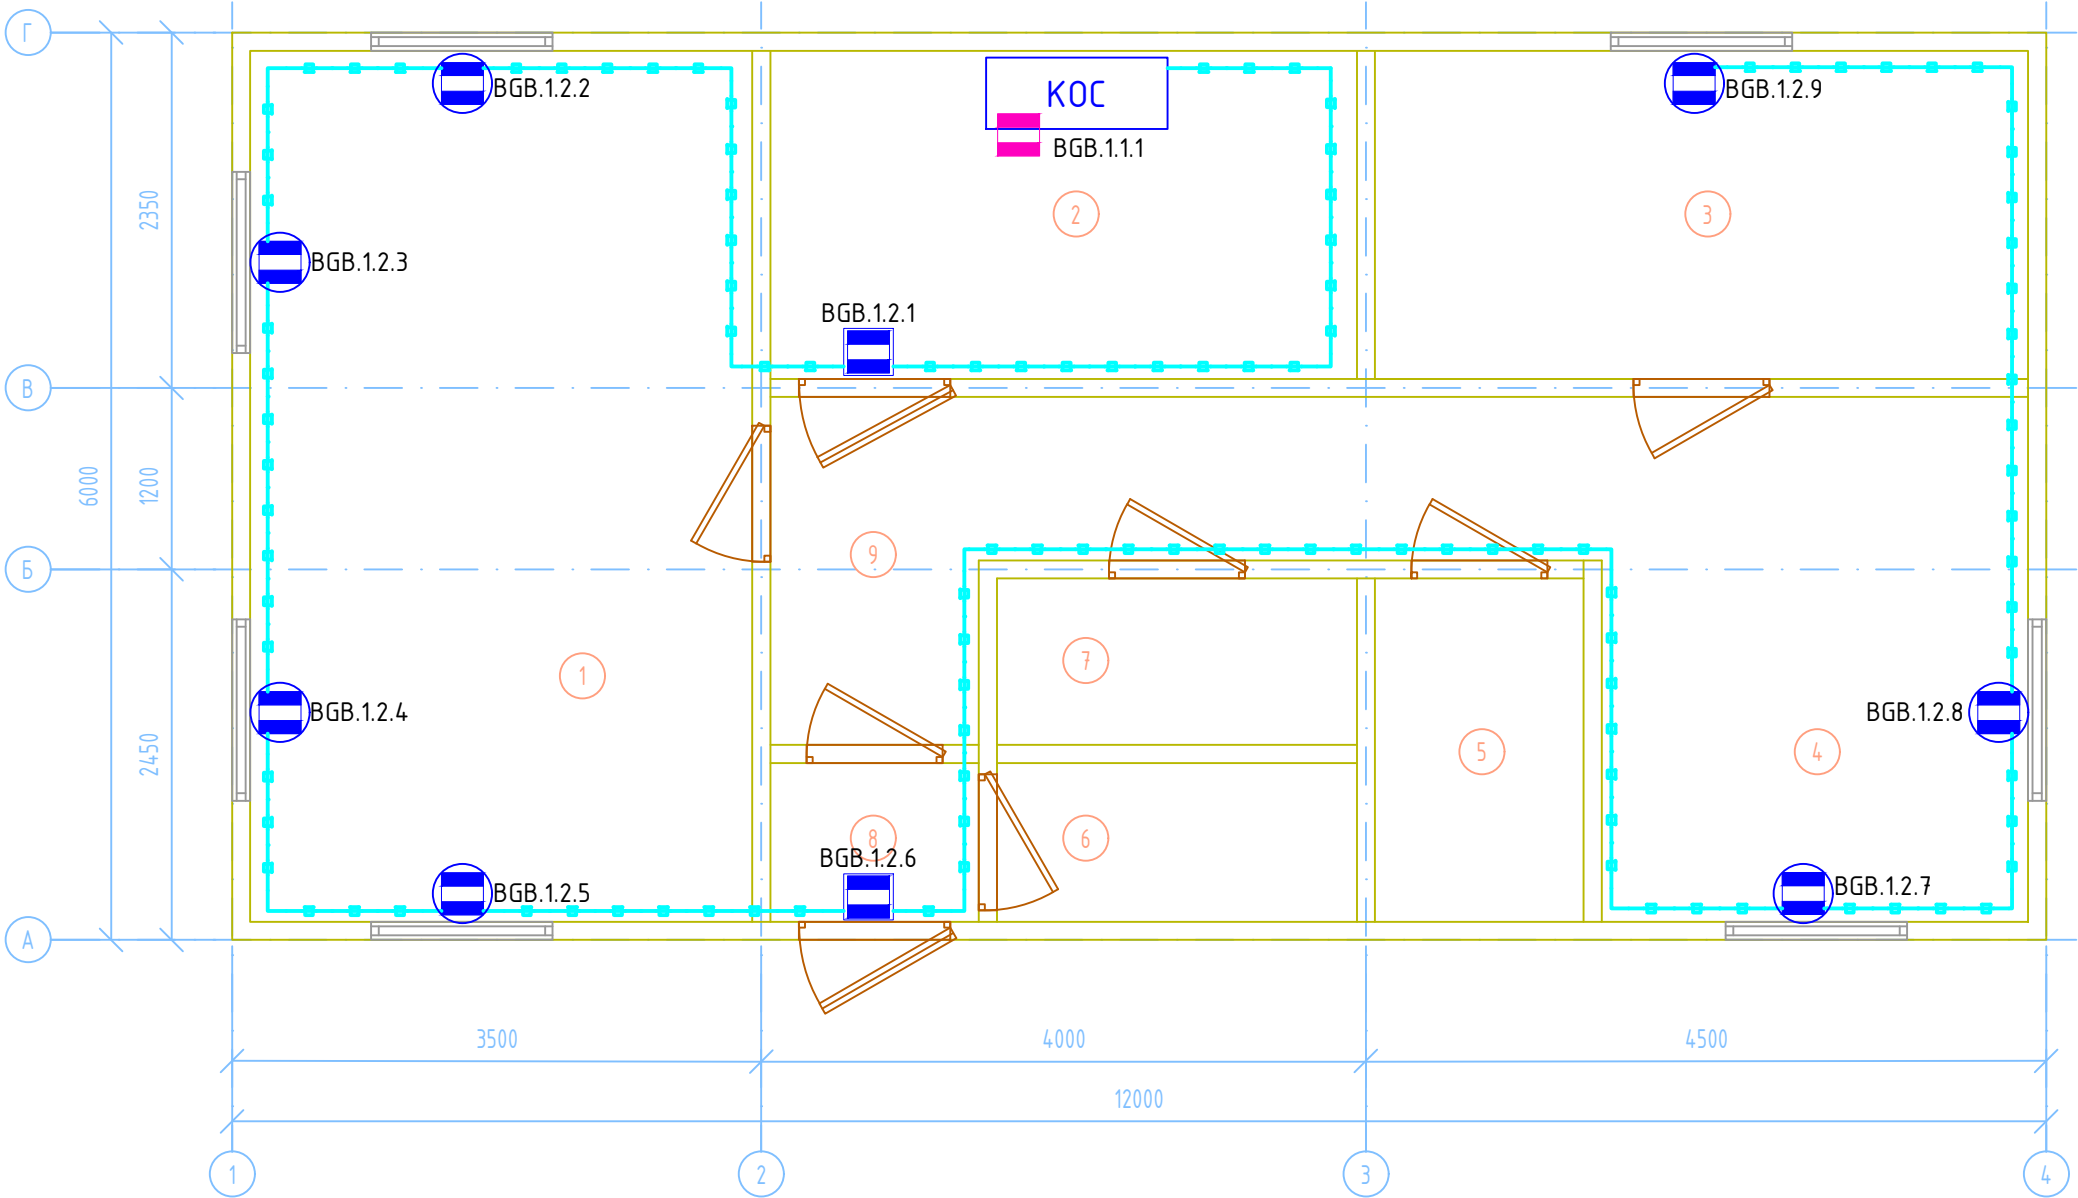 Г
КОС
BGB.1.2.2
BGB.1.2.9
BGB.1.1.1
2350
2
3
BGB.1.2.3
BGB.1.2.1
В
6000
1200
9
Б
7
1
BGB.1.2.4
BGB.1.2.8
2450
5
4
8
6
BGB.1.2.6
BGB.1.2.5
BGB.1.2.7
А
3500
4000
4500
12000
1
2
3
4